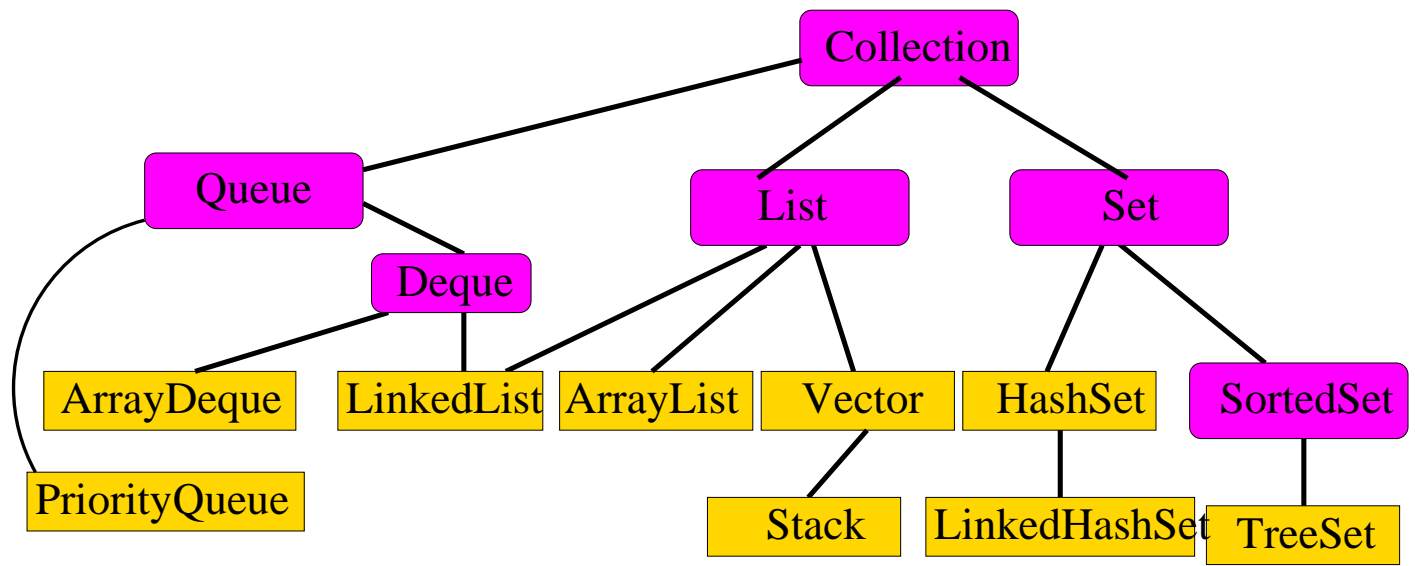 Collection
Queue
List
Set
Deque
ArrayDeque
LinkedList
ArrayList
Vector
HashSet
SortedSet
PriorityQueue
Stack
LinkedHashSet
TreeSet